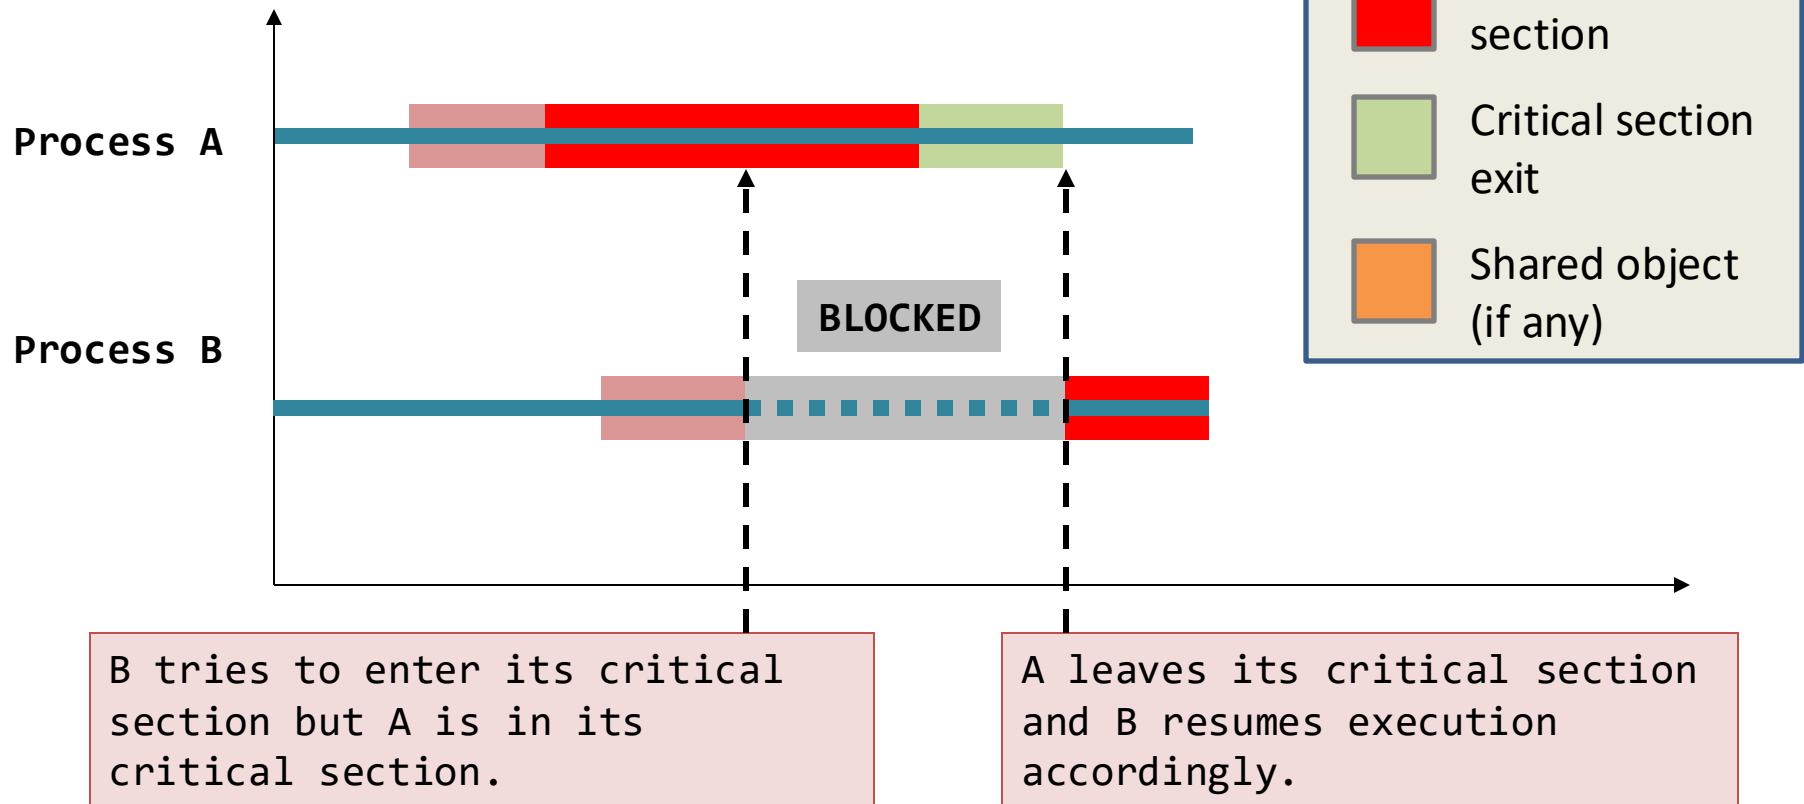 section
Critical section
exit
Shared object
(if any)
Process A
BLOCKED
Process B
B tries to enter its critical
section but A is in its
critical section.
A leaves its critical section
and B resumes execution
accordingly.